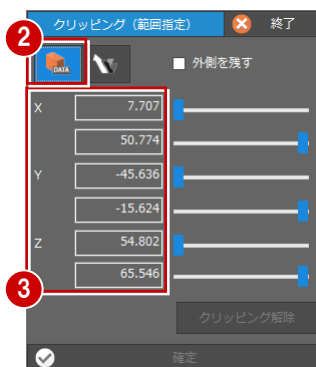 クリッピング（範囲指定） 終了
2
DATA 外側を残す
X 7.707
50.774
Y -45.636
-15.624
Z 54.802
65.546
3
クリッピング解除
確定